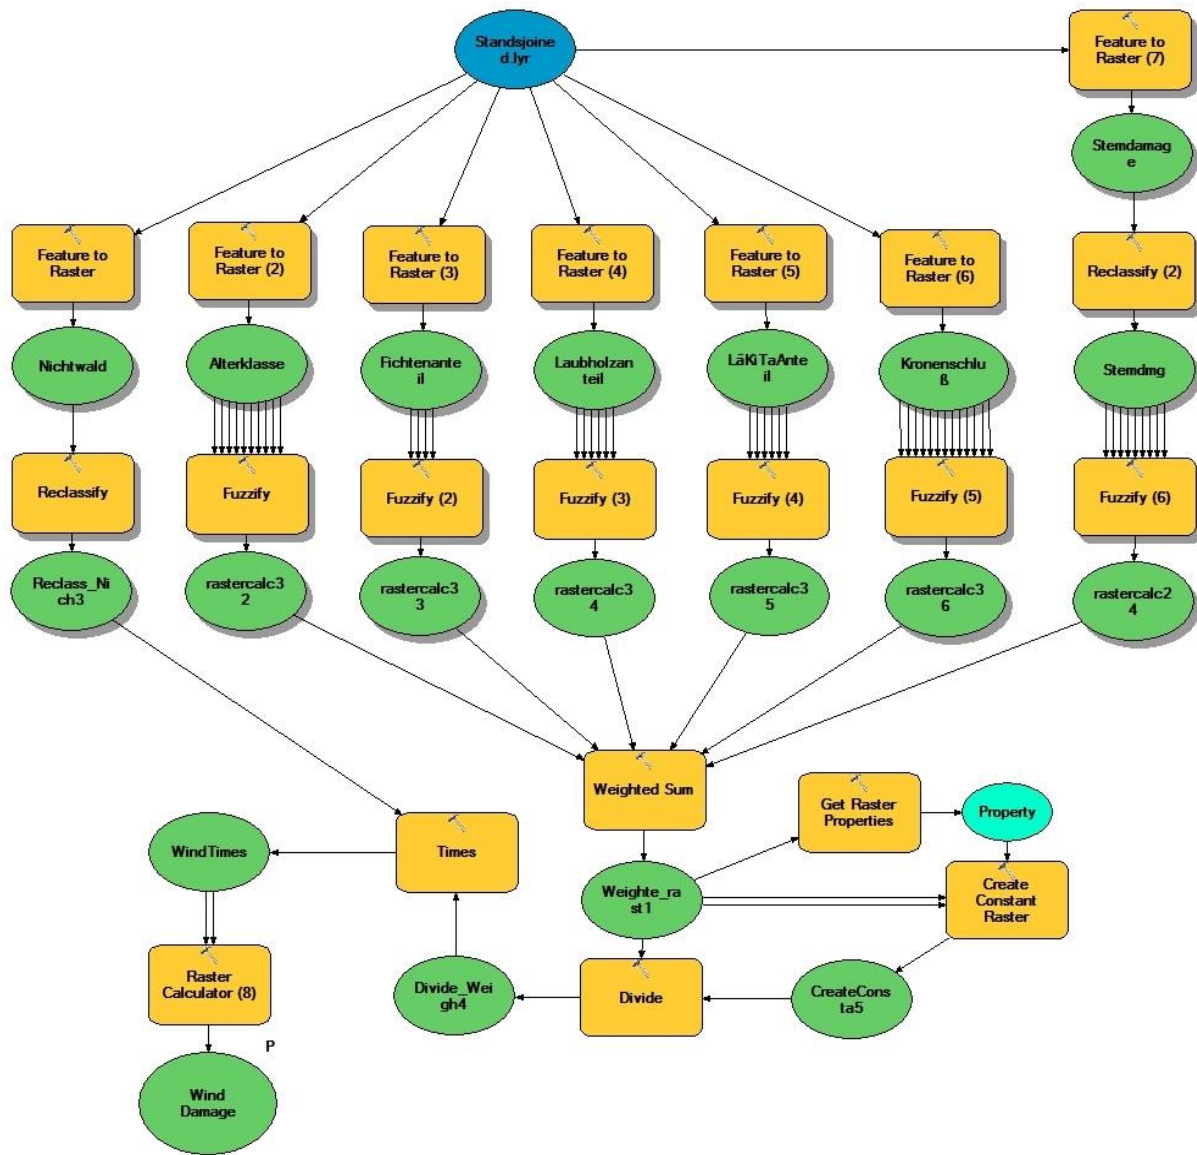 Standsjoine
d.lyr
Feature to
Raster (7)
Stemdamag
e
Feature to
Raster
Feature to
Raster (2)
Feature to
Raster (3)
Feature to
Raster (4)
Feature to
Raster (5)
Feature to
Raster (6)
Reclassify (2)
Nichtwald
Alterklasse
Fichtenante
il
Laubholzan
teil
LäKiTaAnt
eil
Kronenschlu
ß
Stemdmg
Reclassify
Fuzzify
Fuzzify (2)
Fuzzify (3)
Fuzzify (4)
Fuzzify (5)
Fuzzify (6)
Reclass_Ni
ch3
rastercalc3
2
rastercalc3
3
rastercalc3
4
rastercalc3
5
rastercalc3
6
rastercalc2
4
Weighted Sum
Get Raster
Properties
Property
WindTimes
Times
Weighte_ra
st1
Create
Constant
Raster
Raster
Calculator (8)
Divide_Wei
gh4
Divide
CreateCons
ta5
P
Wind
Damage